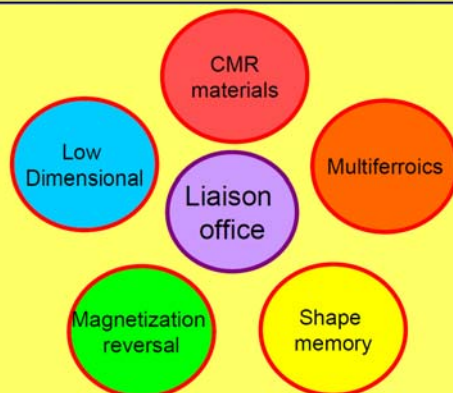 CMR
materials
Low
Dimensional
Multiferroics
Liaison
office
Magnetization
reversal
Shape
memory